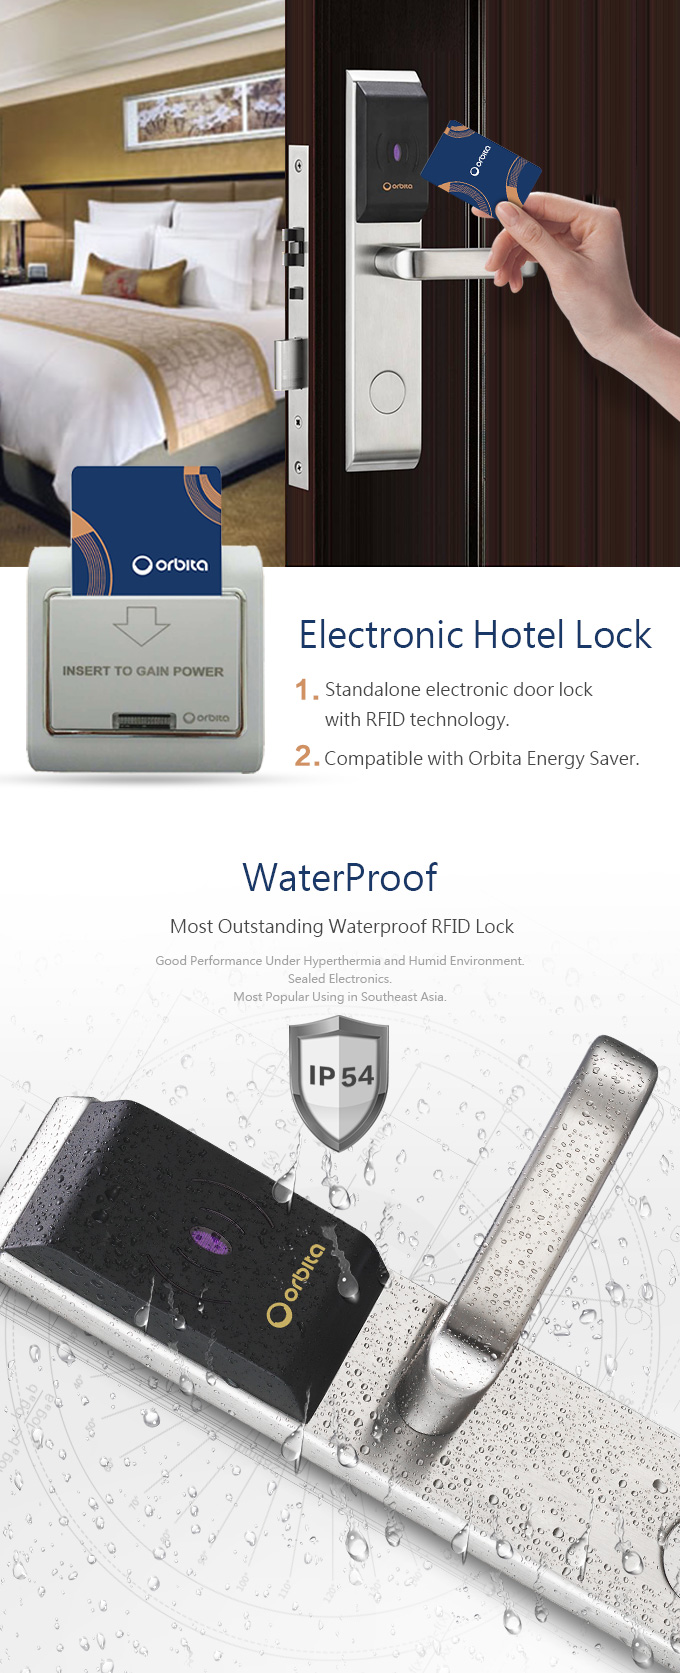 orbita
orbita
orbita
INSERT TO GAIN POWER
orbita
Electronic Hotel Lock
1. Standalone electronic door lock
with RFID technology.
2. Compatible with Orbita Energy Saver.
WaterProof
Most Outstanding Waterproof RFID Lock
Good Performance Under Hyperthermia and Humid Environment.
Sealed Electronics.
Most Popular Using in Southeast Asia.
IP 54
orbita